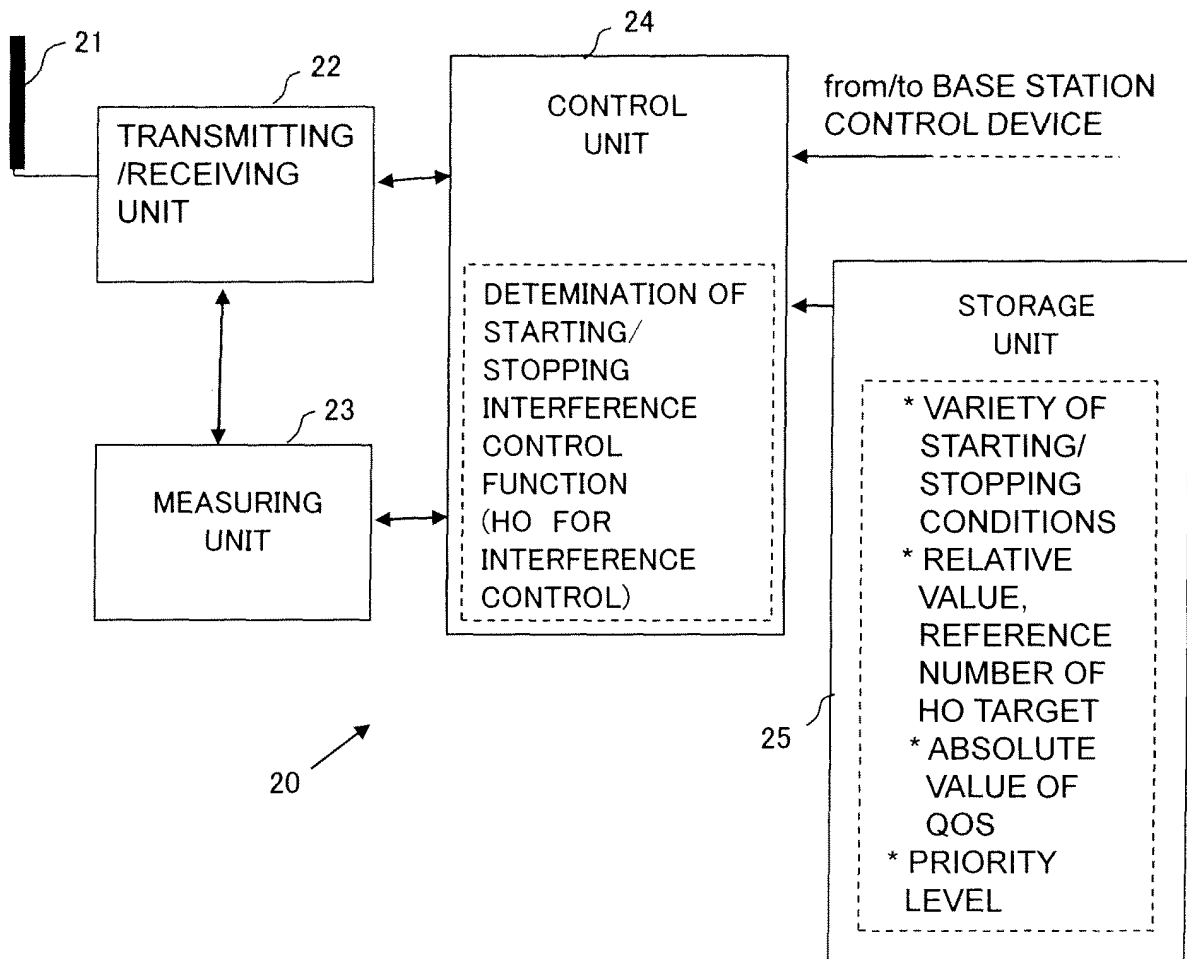 21
22
TRANSMITTING
/RECEIVING
UNIT
23
MEASURING
UNIT
24
CONTROL
UNIT
DETEMINATION OF
STARTING/
STOPPING
INTERFERENCE
CONTROL
FUNCTION
(HO FOR
INTERFERENCE
CONTROL)
from/to BASE STATION
CONTROL DEVICE
STORAGE
UNIT
* VARIETY OF
STARTING/
STOPPING
CONDITIONS
* RELATIVE
VALUE,
REFERENCE
NUMBER OF
HO TARGET
* ABSOLUTE
VALUE OF
QOS
* PRIORITY
LEVEL
25
20